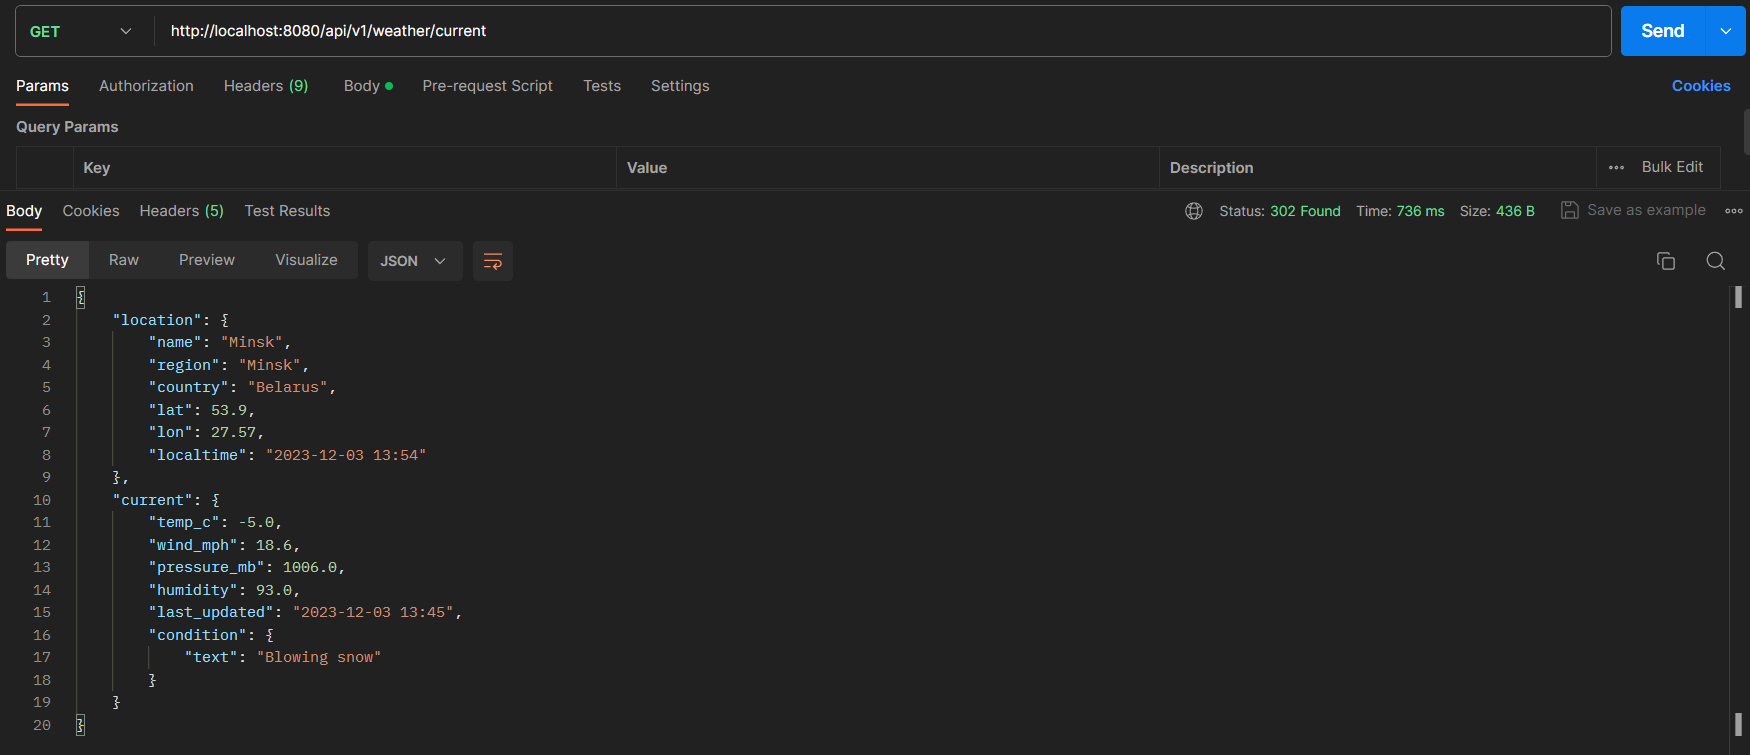 GET http://localhost:8080/api/v1/weather/current Send
Params Authorization Headers (9) Body Pre-request Script Tests Settings Cookies
Query Params
Key Value Description Bulk Edit
Body Cookies Headers (5) Test Results Status: 302 Found Time: 736 ms Size: 436 B Save as example
Pretty Raw Preview Visualize JSON
1 {
2 "location": {
3 "name": "Minsk",
4 "region": "Minsk",
5 "country": "Belarus",
6 "lat": 53.9,
7 "lon": 27.57,
8 "localtime": "2023-12-03 13:54"
9 },
10 "current": {
11 "temp_c": -5.0,
12 "wind_mph": 18.6,
13 "pressure_mb": 1006.0,
14 "humidity": 93.0,
15 "last_updated": "2023-12-03 13:45",
16 "condition": {
17 "text": "Blowing snow"
18 }
19 }
20 }